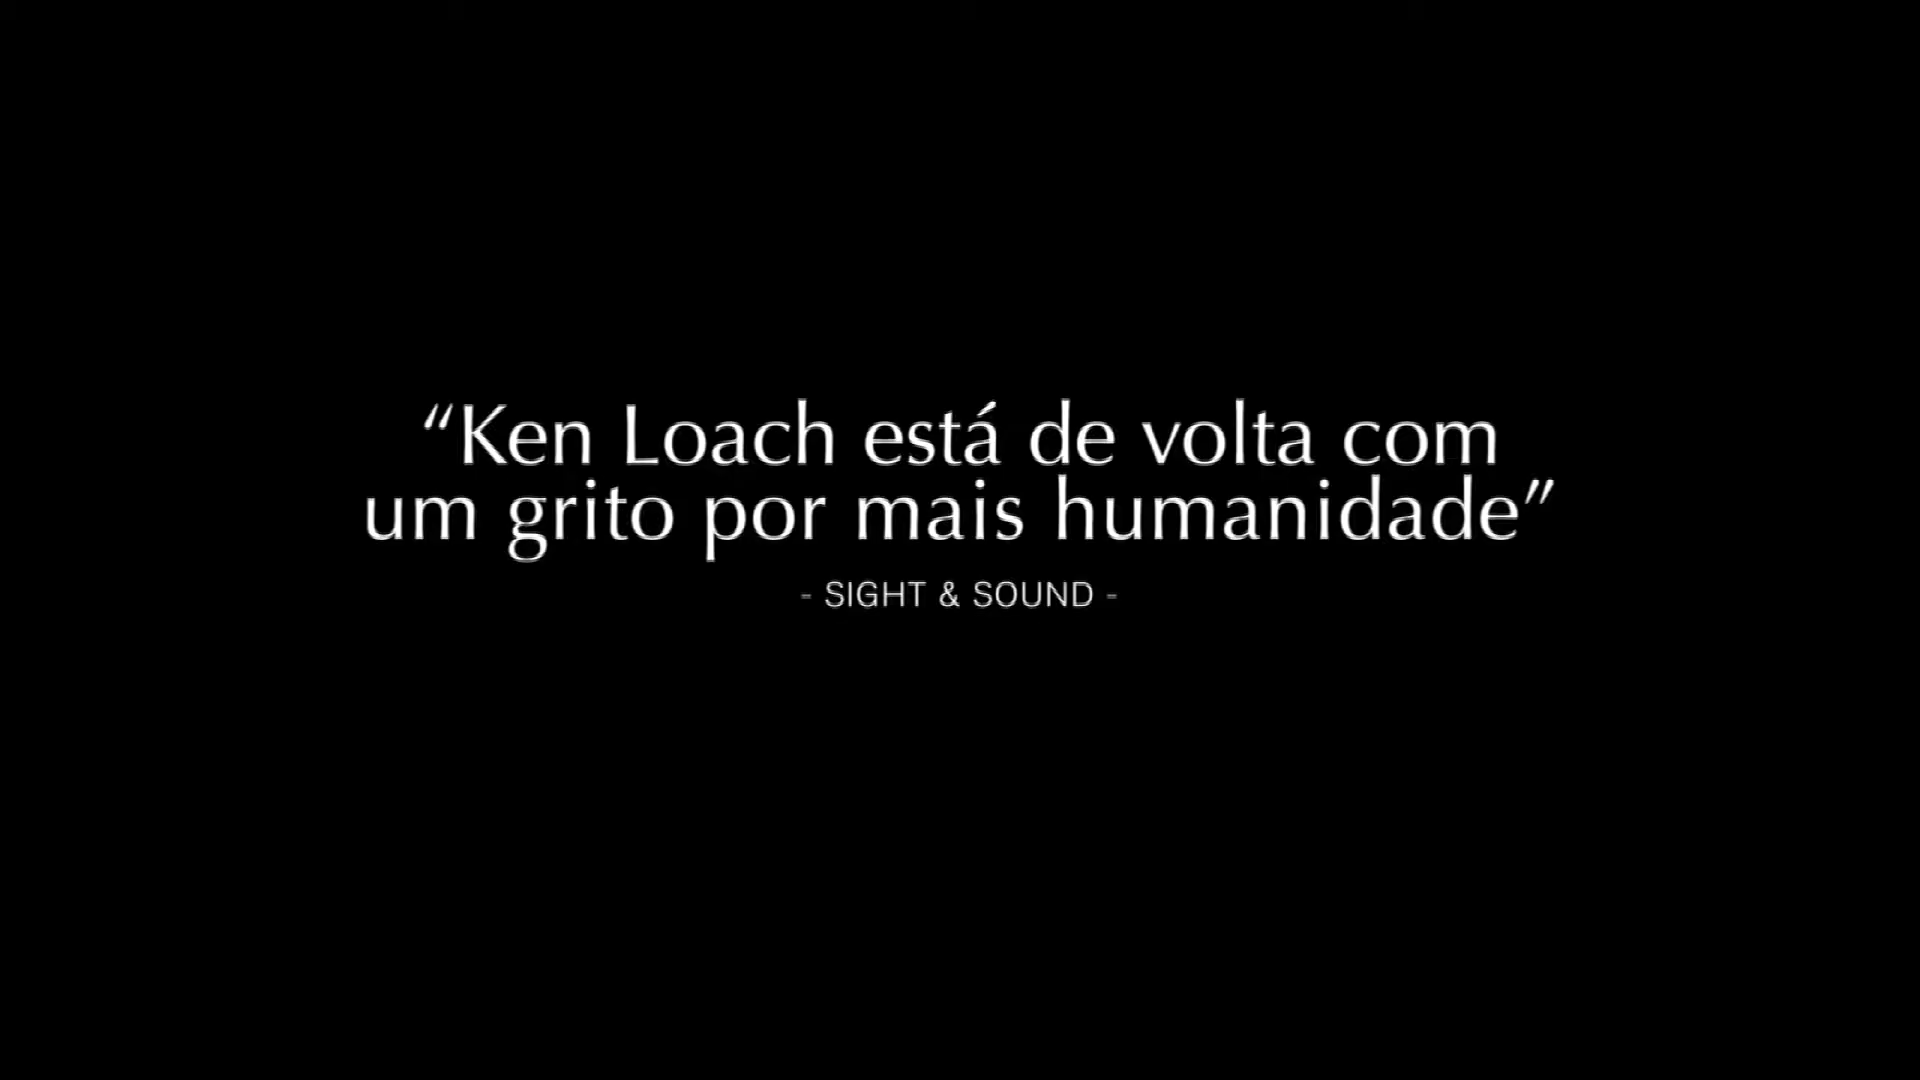 “Ken Loach está de volta com
um grito por mais humanidade”
- SIGHT & SOUND -